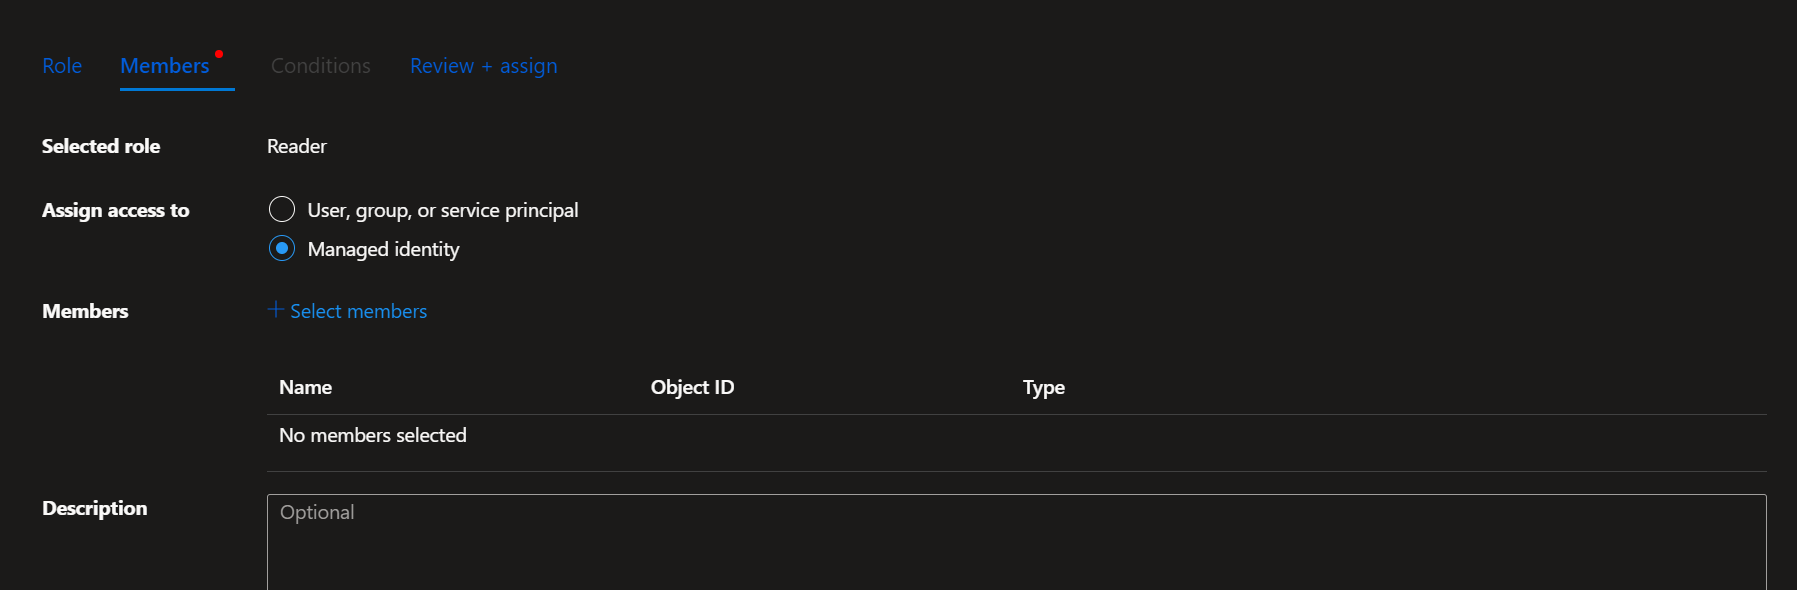 Role Members Conditions Review + assign
Selected role Reader
Assign access to User, group, or service principal
Managed identity
Members + Select members
Name Object ID Type
No members selected
Description Optional